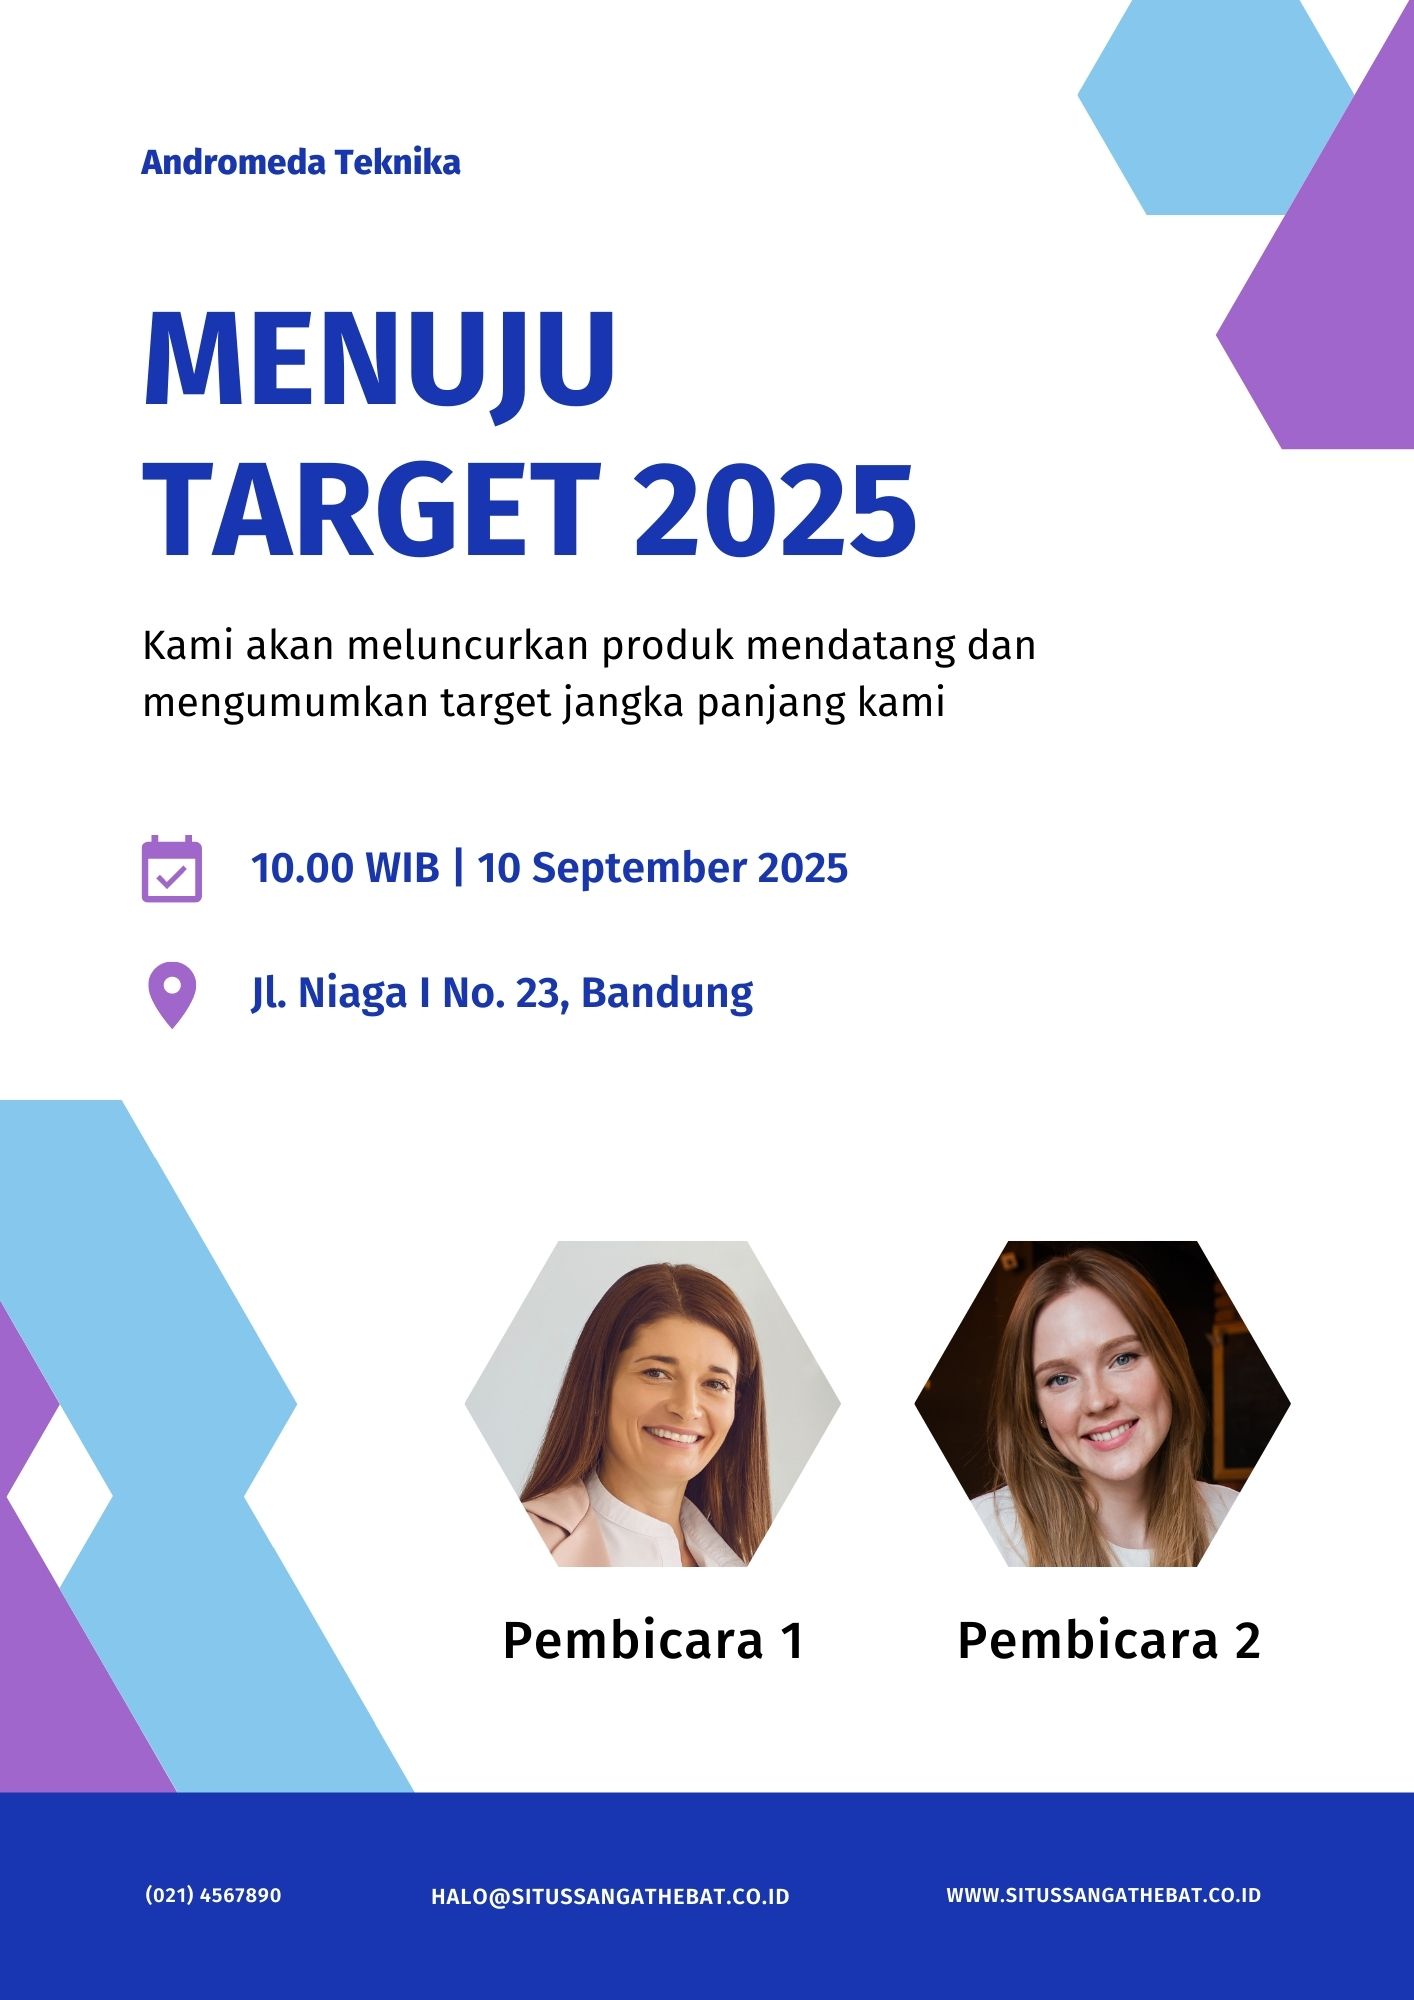 Andromeda Teknika
MENUJU
TARGET 2025
Kami akan meluncurkan produk mendatang dan
mengumumkan target jangka panjang kami
10.00 WIB | 10 September 2025
Jl. Niaga I No. 23, Bandung
Pembicara 1
Pembicara 2
(021) 4567890
HALO@SITUSSANGATHEBAT.CO.ID
WWW.SITUSSANGATHEBAT.CO.ID